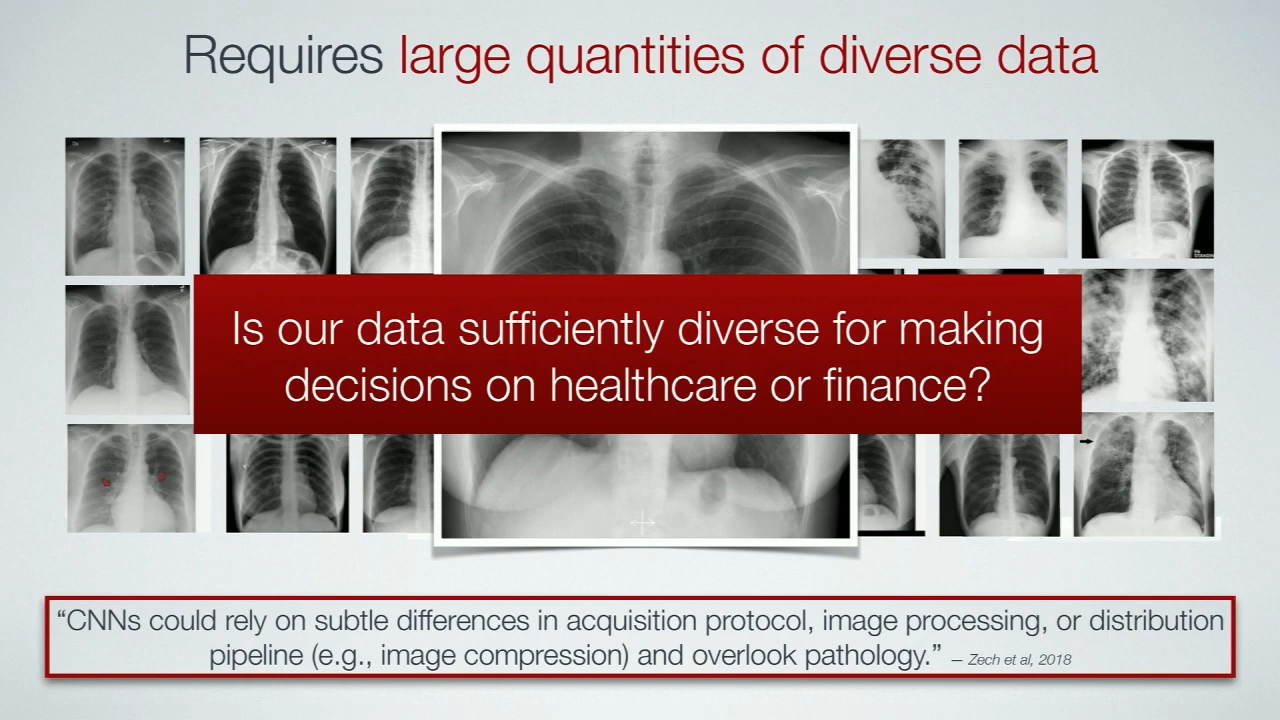 Requires large quantities of diverse data
PA
STANDING
Is our data sufficiently diverse for making
decisions on healthcare or finance?
“CNNs could rely on subtle differences in acquisition protocol, image processing, or distribution
pipeline (e.g., image compression) and overlook pathology.” — Zech et al, 2018